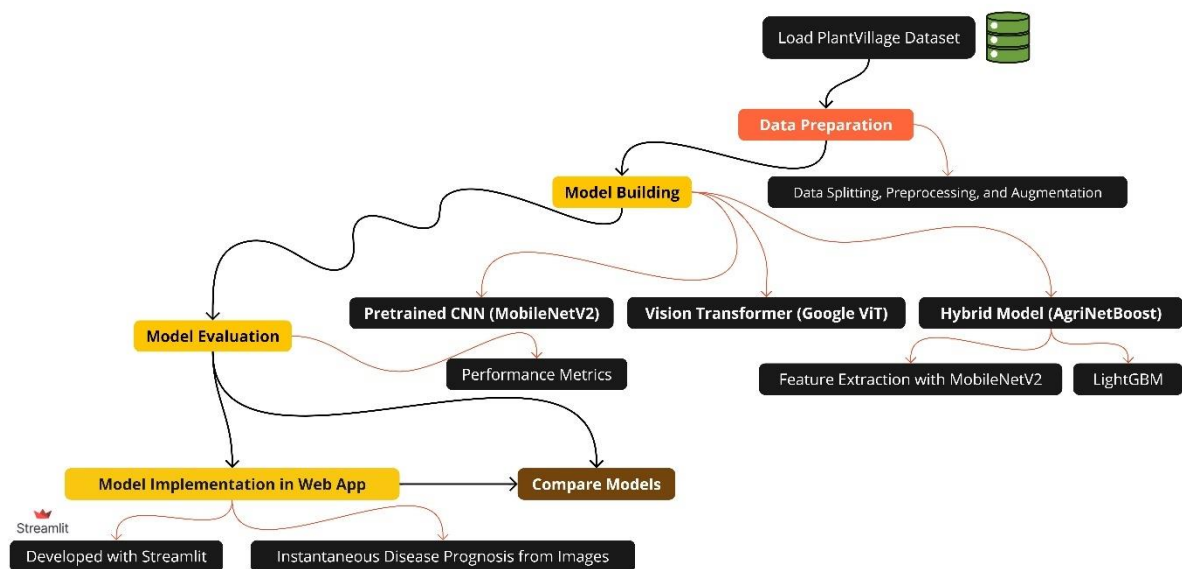 Load PlantVillage Dataset
Data Preparation
Data Splitting, Preprocessing, and Augmentation
Model Building
Pretrained CNN (MobileNetV2)
Vision Transformer (Google ViT)
Hybrid Model (AgriNetBoost)
Model Evaluation
Performance Metrics
Feature Extraction with MobileNetV2
LightGBM
Model Implementation in Web App
Compare Models
Streamlit
Developed with Streamlit
Instantaneous Disease Prognosis from Images